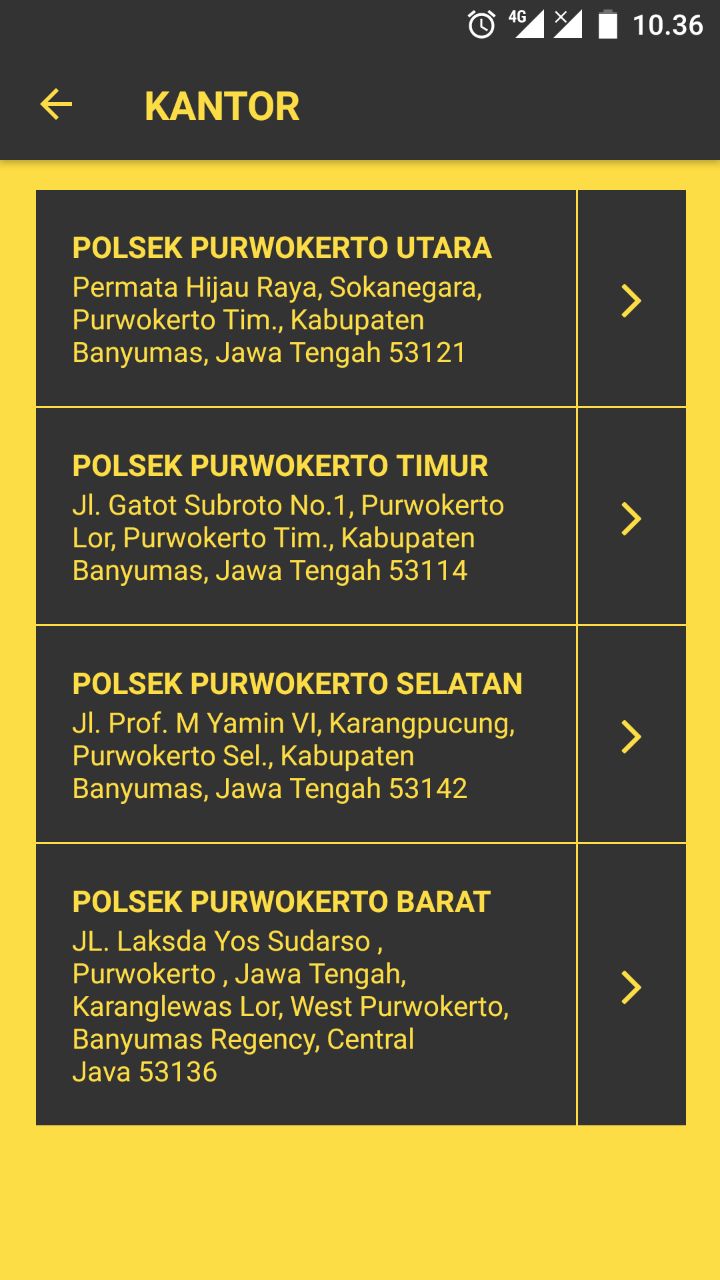 4G 10.36
KANTOR
POLSEK PURWOKERTO UTARA
Permata Hijau Raya, Sokanegara,
Purwokerto Tim., Kabupaten
Banyumas, Jawa Tengah 53121
POLSEK PURWOKERTO TIMUR
Jl. Gatot Subroto No.1, Purwokerto
Lor, Purwokerto Tim., Kabupaten
Banyumas, Jawa Tengah 53114
POLSEK PURWOKERTO SELATAN
Jl. Prof. M Yamin VI, Karangpucung,
Purwokerto Sel., Kabupaten
Banyumas, Jawa Tengah 53142
POLSEK PURWOKERTO BARAT
JL. Laksda Yos Sudarso ,
Purwokerto , Jawa Tengah,
Karanglewas Lor, West Purwokerto,
Banyumas Regency, Central
Java 53136